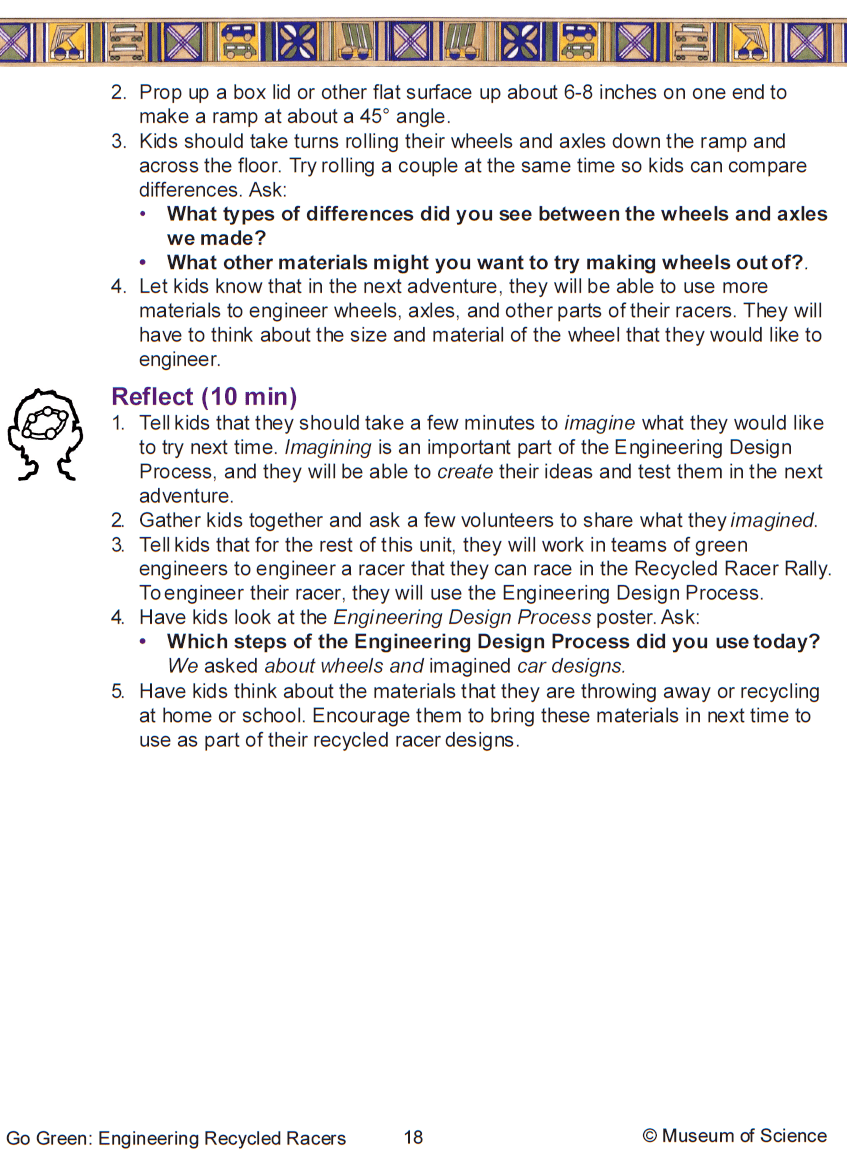 2. Prop up a box lid or other flat surface up about 6-8 inches on one end to
make a ramp at about a 45° angle.
3. Kids should take turns rolling their wheels and axles down the ramp and
across the floor. Try rolling a couple at the same time so kids can compare
differences. Ask:
• What types of differences did you see between the wheels and axles
we made?
• What other materials might you want to try making wheels out of?.
4. Let kids know that in the next adventure, they will be able to use more
materials to engineer wheels, axles, and other parts of their racers. They will
have to think about the size and material of the wheel that they would like to
engineer.
Reflect (10 min)
1. Tell kids that they should take a few minutes to imagine what they would like
to try next time. Imagining is an important part of the Engineering Design
Process, and they will be able to create their ideas and test them in the next
adventure.
2. Gather kids together and ask a few volunteers to share what they imagined.
3. Tell kids that for the rest of this unit, they will work in teams of green
engineers to engineer a racer that they can race in the Recycled Racer Rally.
To engineer their racer, they will use the Engineering Design Process.
4. Have kids look at the Engineering Design Process poster. Ask:
• Which steps of the Engineering Design Process did you use today?
We asked about wheels and imagined car designs.
5. Have kids think about the materials that they are throwing away or recycling
at home or school. Encourage them to bring these materials in next time to
use as part of their recycled racer designs.
Go Green: Engineering Recycled Racers 18 © Museum of Science